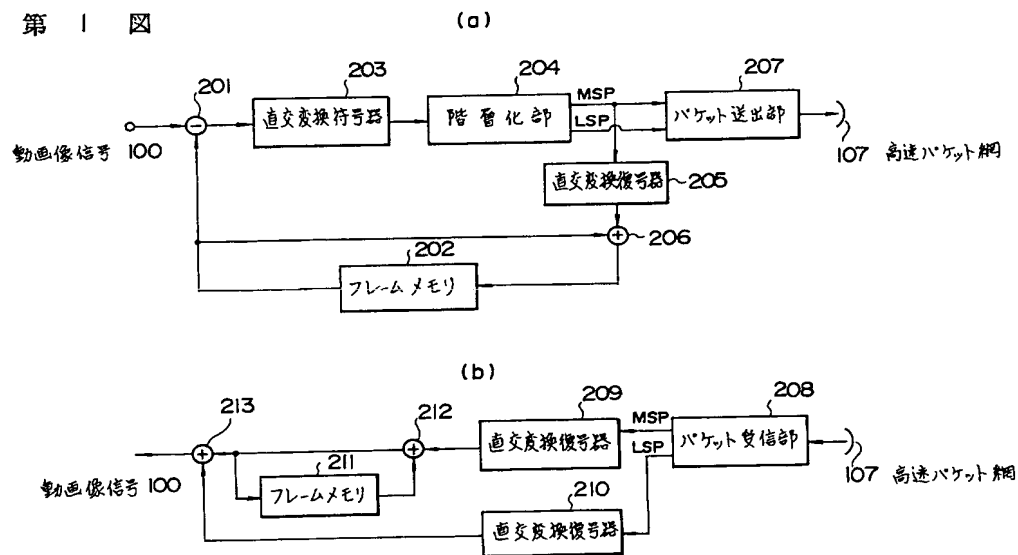 第 1 図
(a)
201
203
直交変換符号器
204
階層化部
MSP
LSP
207
パケット送出部
107 高速パケット網
動画像信号 100
直交変換復号器
205
206
202
フレームメモリ
(b)
213
212
209
直交変換復号器
MSP
LSP
208
パケット受信部
107 高速パケット網
動画像信号 100
211
フレームメモリ
210
直交変換復号器